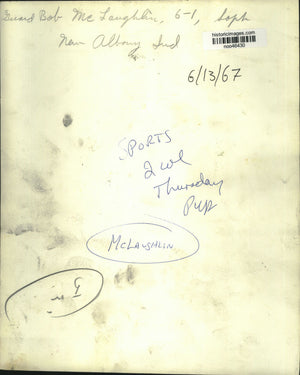 Guard Bob McLaughlin, 6-1, Soph
New Albany Ind
historicimages.com
noo46430
6/13/67
SPORTS
2 col
Thursday
Pup
McLAUGHLIN